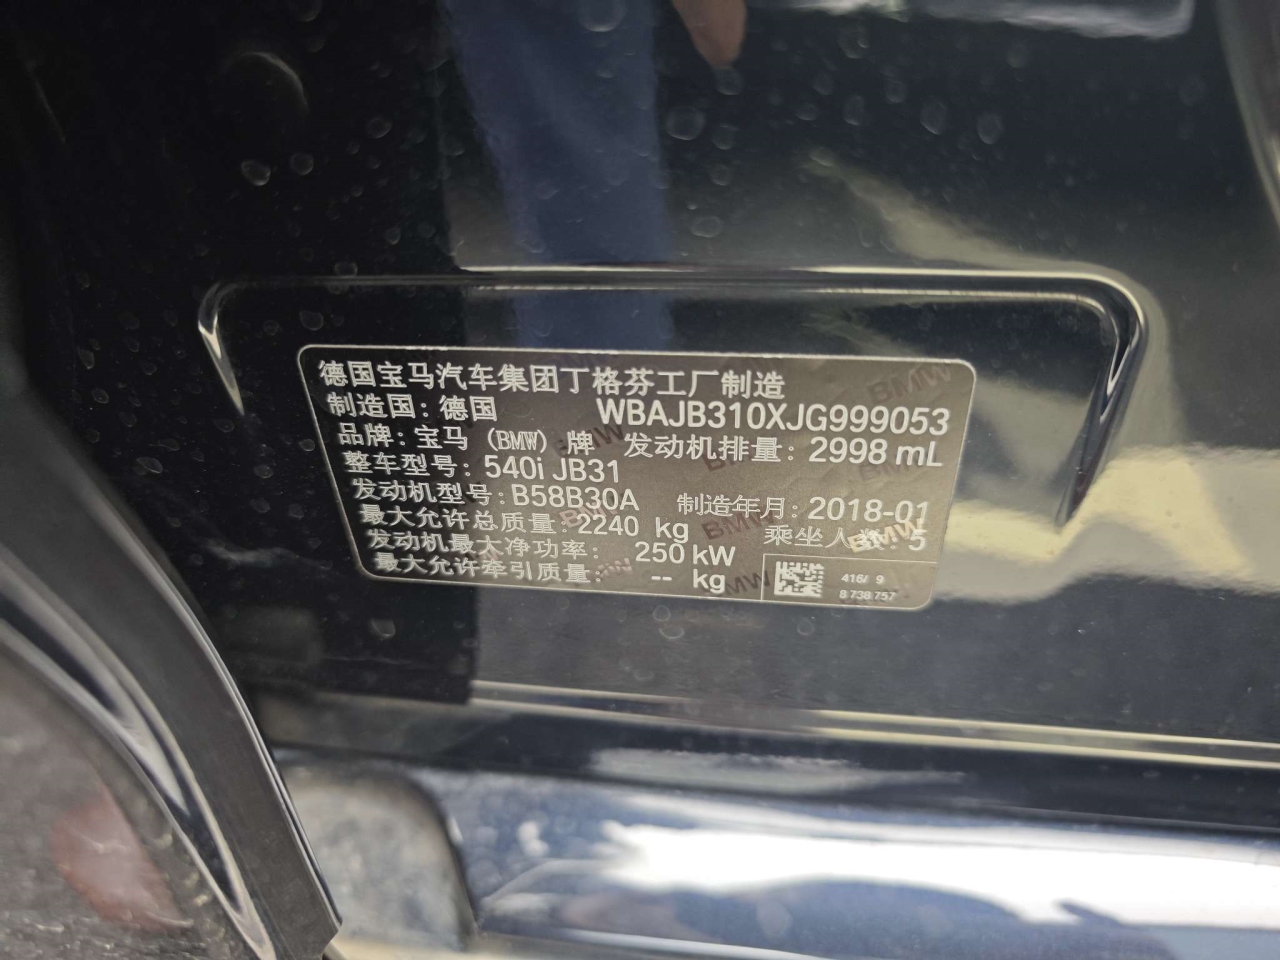 德国宝马汽车集团丁格芬工厂制造
制造国：德国 WBAJB310XJG999053
品牌：宝马（BMW）牌 发动机排量：2998 mL
整车型号：540i JB31
发动机型号：B58B30A 制造年月：2018-01
最大允许总质量：2240 kg 乘坐人数：5
发动机最大净功率： 250 kW
最大允许牵引质量： -- kg
416/ 9
8 738 757